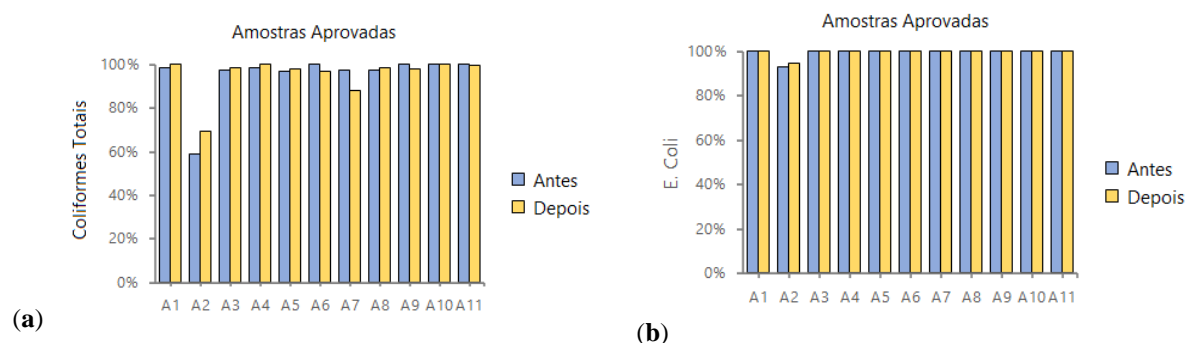 Amostras Aprovadas
Coliformes Totais
100%
80%
60%
40%
20%
0%
A1 A2 A3 A4 A5 A6 A7 A8 A9 A10 A11
Antes
Depois
(a)
Amostras Aprovadas
E. Coli
100%
80%
60%
40%
20%
0%
A1 A2 A3 A4 A5 A6 A7 A8 A9 A10 A11
Antes
Depois
(b)